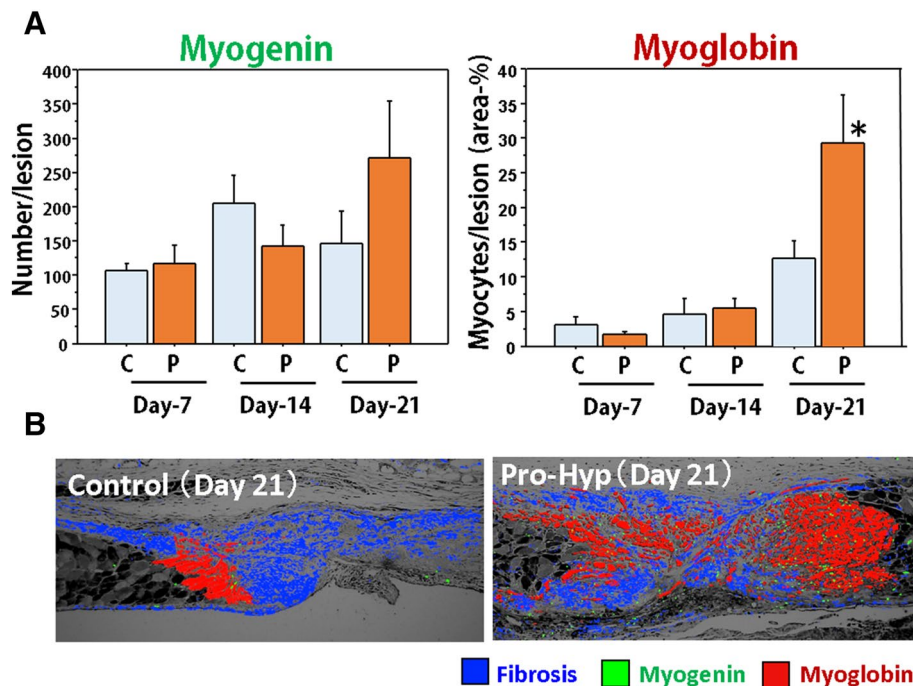 A
Myogenin
Myoglobin
Number/lesion
400
350
300
250
200
150
100
50
0
C P C P C P
Day-7 Day-14 Day-21
Myocytes/lesion (area-%)
40
35
30
25
20
15
10
5
0
*
C P C P C P
Day-7 Day-14 Day-21
B
Control (Day 21)
Pro-Hyp (Day 21)
Fibrosis Myogenin Myoglobin